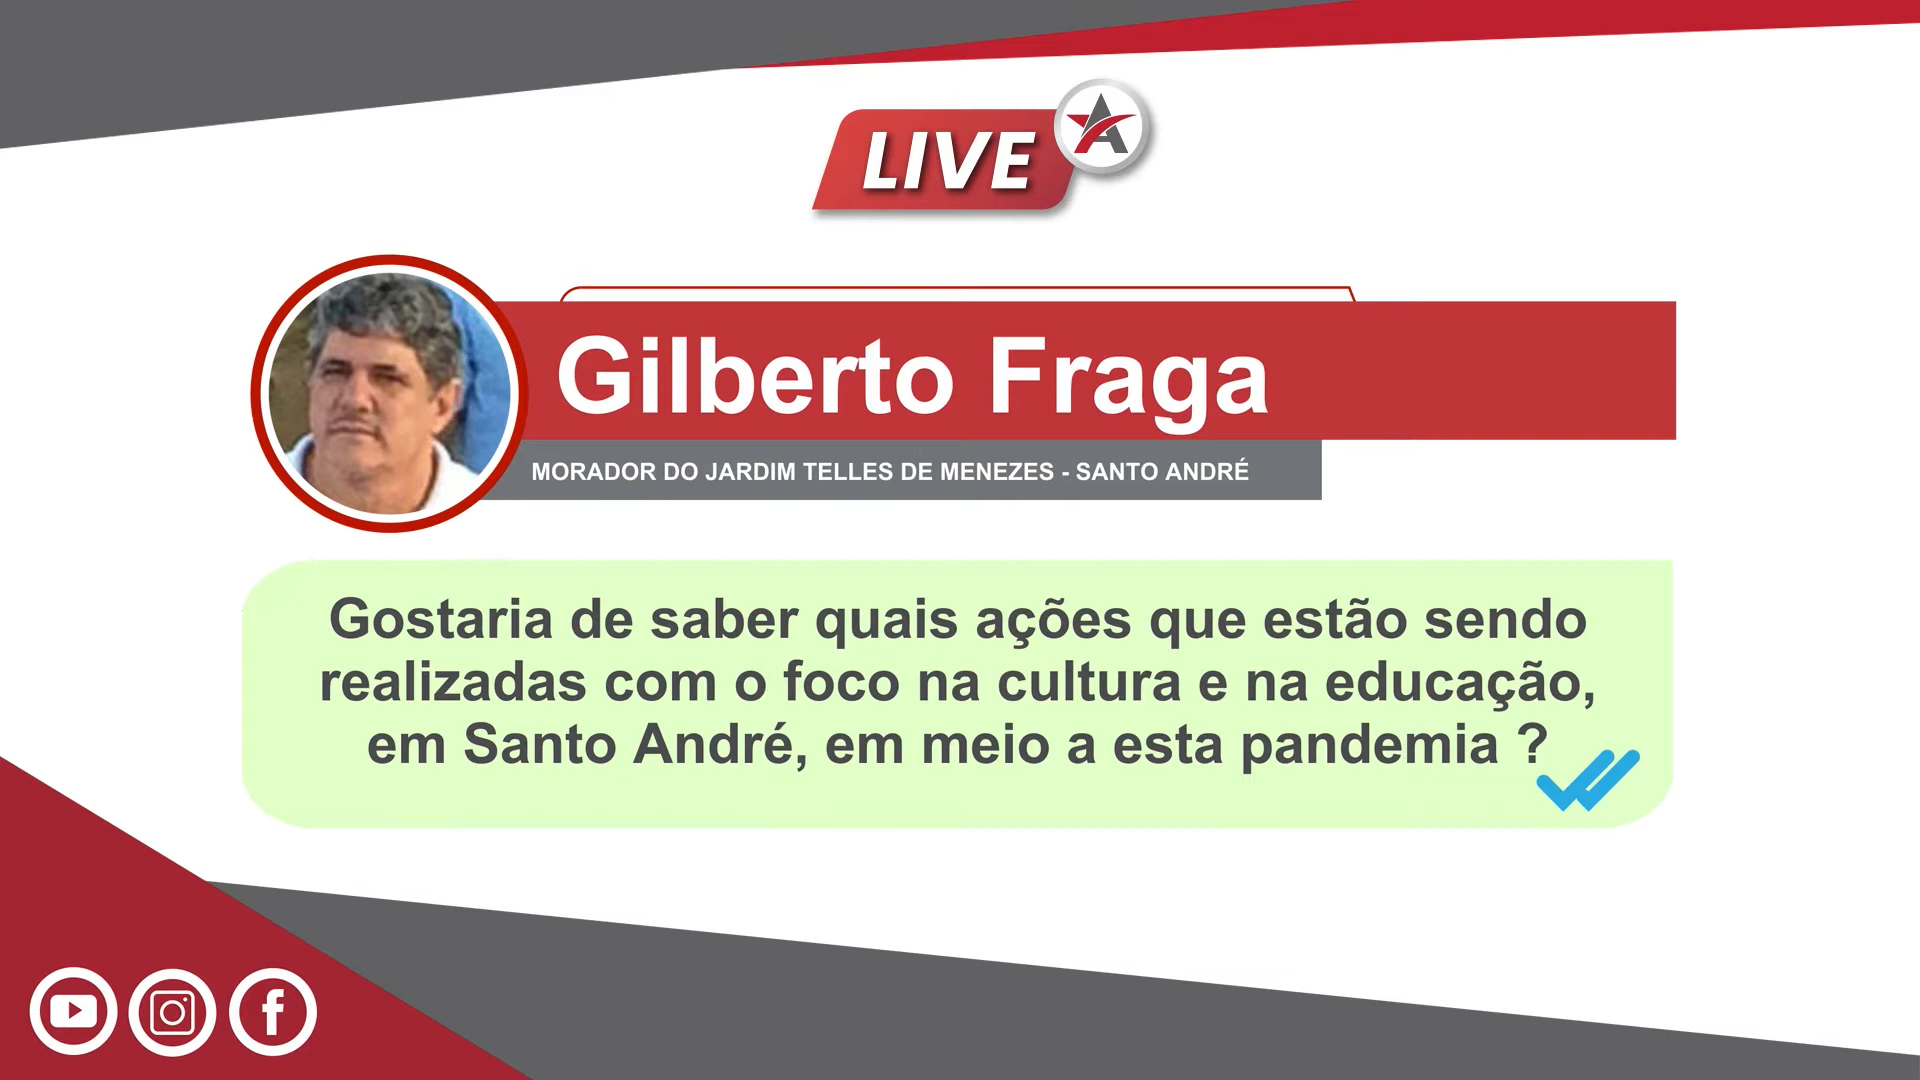 LIVE
Gilberto Fraga
MORADOR DO JARDIM TELLES DE MENEZES - SANTO ANDRÉ
Gostaria de saber quais ações que estão sendo
realizadas com o foco na cultura e na educação,
em Santo André, em meio a esta pandemia ?